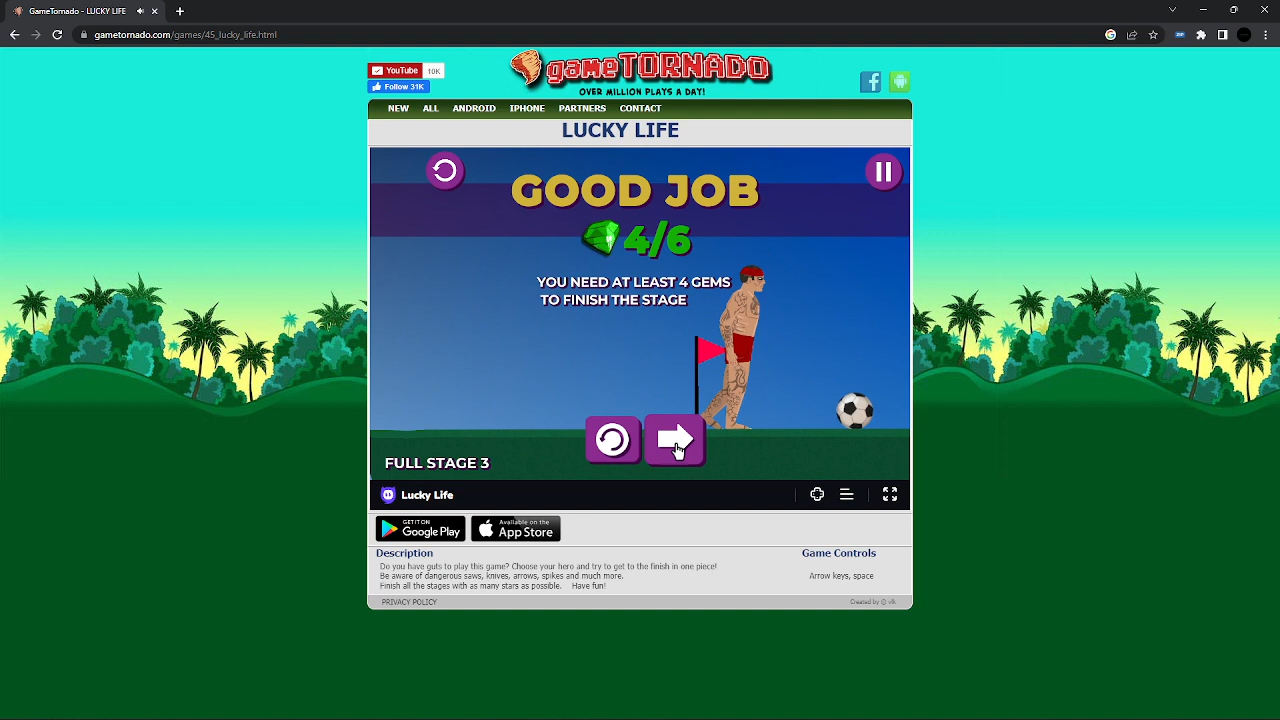 GameTornado - LUCKY LIFE
gametornado.com/games/45_lucky_life.html
YouTube 10K
Follow 31K
gameTORNADO
OVER MILLION PLAYS A DAY!
NEW ALL ANDROID IPHONE PARTNERS CONTACT
LUCKY LIFE
GOOD JOB
4/6
YOU NEED AT LEAST 4 GEMS
TO FINISH THE STAGE
FULL STAGE 3
Lucky Life
GET IT ON
Google Play
Available on the
App Store
Description
Do you have guts to play this game? Choose your hero and try to get to the finish in one piece!
Be aware of dangerous saws, knives, arrows, spikes and much more.
Finish all the stages with as many stars as possible. Have fun!
Game Controls
Arrow keys, space
PRIVACY POLICY
Created by © vlk